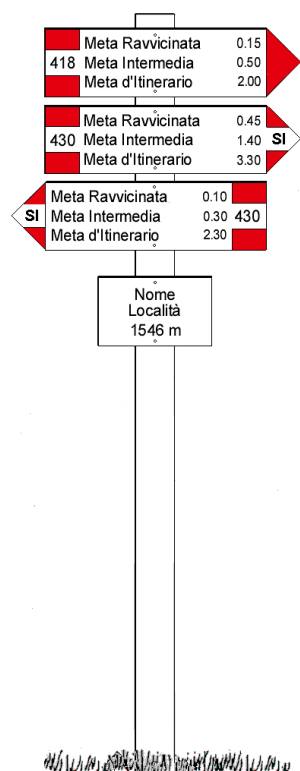 Meta Ravvicinata 0.15
418 Meta Intermedia 0.50
Meta d'Itinerario 2.00
Meta Ravvicinata 0.45
430 Meta Intermedia 1.40 SI
Meta d'Itinerario 3.30
Meta Ravvicinata 0.10
SI Meta Intermedia 0.30 430
Meta d'Itinerario 2.30
Nome
Località
1546 m